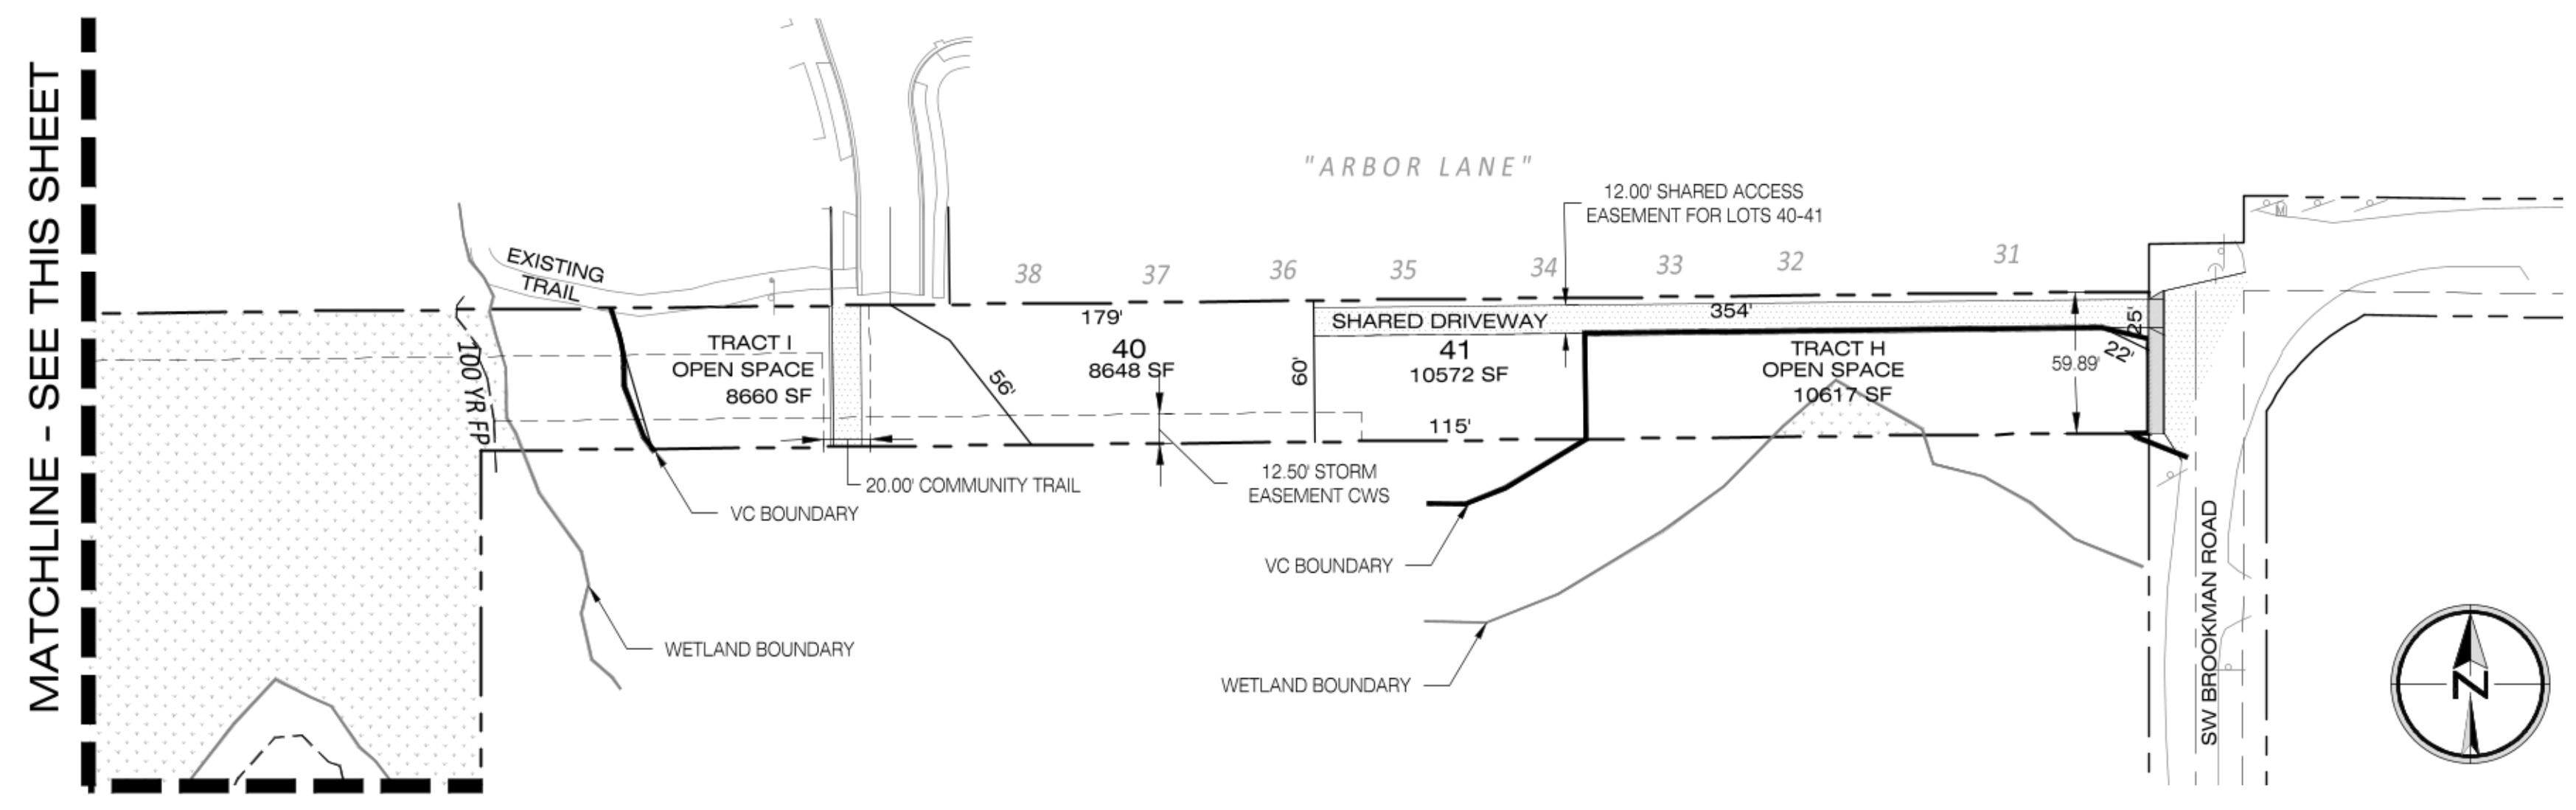 MATCHLINE - SEE THIS SHEET
"ARBOR LANE"
12.00' SHARED ACCESS
EASEMENT FOR LOTS 40-41
M
EXISTING
TRAIL
38
37
36
35
34
33
32
31
100 YR FP
TRACT I
OPEN SPACE
8660 SF
179'
40
8648 SF
56'
60'
SHARED DRIVEWAY
41
10572 SF
115'
354'
TRACT H
OPEN SPACE
10617 SF
59.89'
25'
22'
20.00' COMMUNITY TRAIL
12.50' STORM
EASEMENT CWS
VC BOUNDARY
VC BOUNDARY
WETLAND BOUNDARY
WETLAND BOUNDARY
SW BROOKMAN ROAD
N